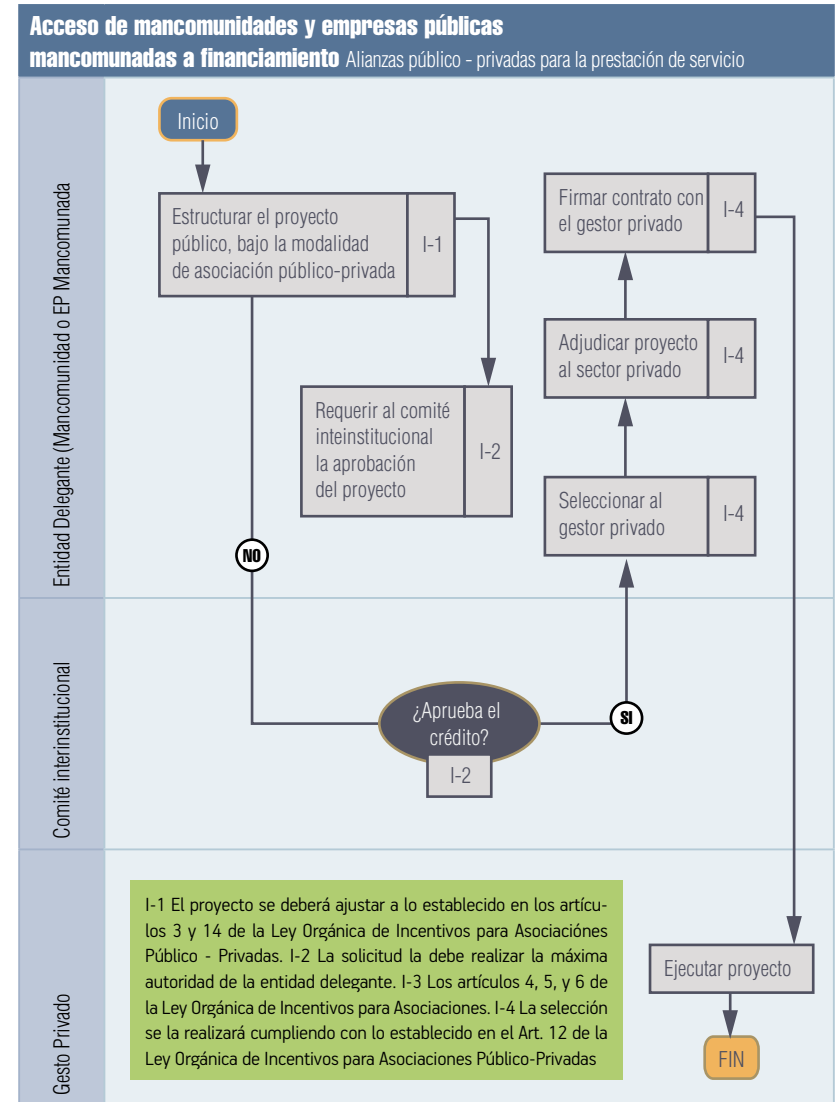 Acceso de mancomunidades y empresas públicas
mancomunadas a financiamiento Alianzas público - privadas para la prestación de servicio
Entidad Delegante (Mancomunidad o EP Mancomunada
Inicio
Estructurar el proyecto
público, bajo la modalidad
de asociación público-privada
I-1
Requerir al comité
inteinstitucional
la aprobación
del proyecto
I-2
Firmar contrato con
el gestor privado
I-4
Adjudicar proyecto
al sector privado
I-4
Seleccionar al
gestor privado
I-4
NO
Comité interinstitucional
¿Aprueba el
crédito?
I-2
SI
Gesto Privado
I-1 El proyecto se deberá ajustar a lo establecido en los artícu-
los 3 y 14 de la Ley Orgánica de Incentivos para Asociaciónes
Público - Privadas. I-2 La solicitud la debe realizar la máxima
autoridad de la entidad delegante. I-3 Los artículos 4, 5, y 6 de
la Ley Orgánica de Incentivos para Asociaciones. I-4 La selección
se la realizará cumpliendo con lo establecido en el Art. 12 de la
Ley Orgánica de Incentivos para Asociaciones Público-Privadas
Ejecutar proyecto
FIN